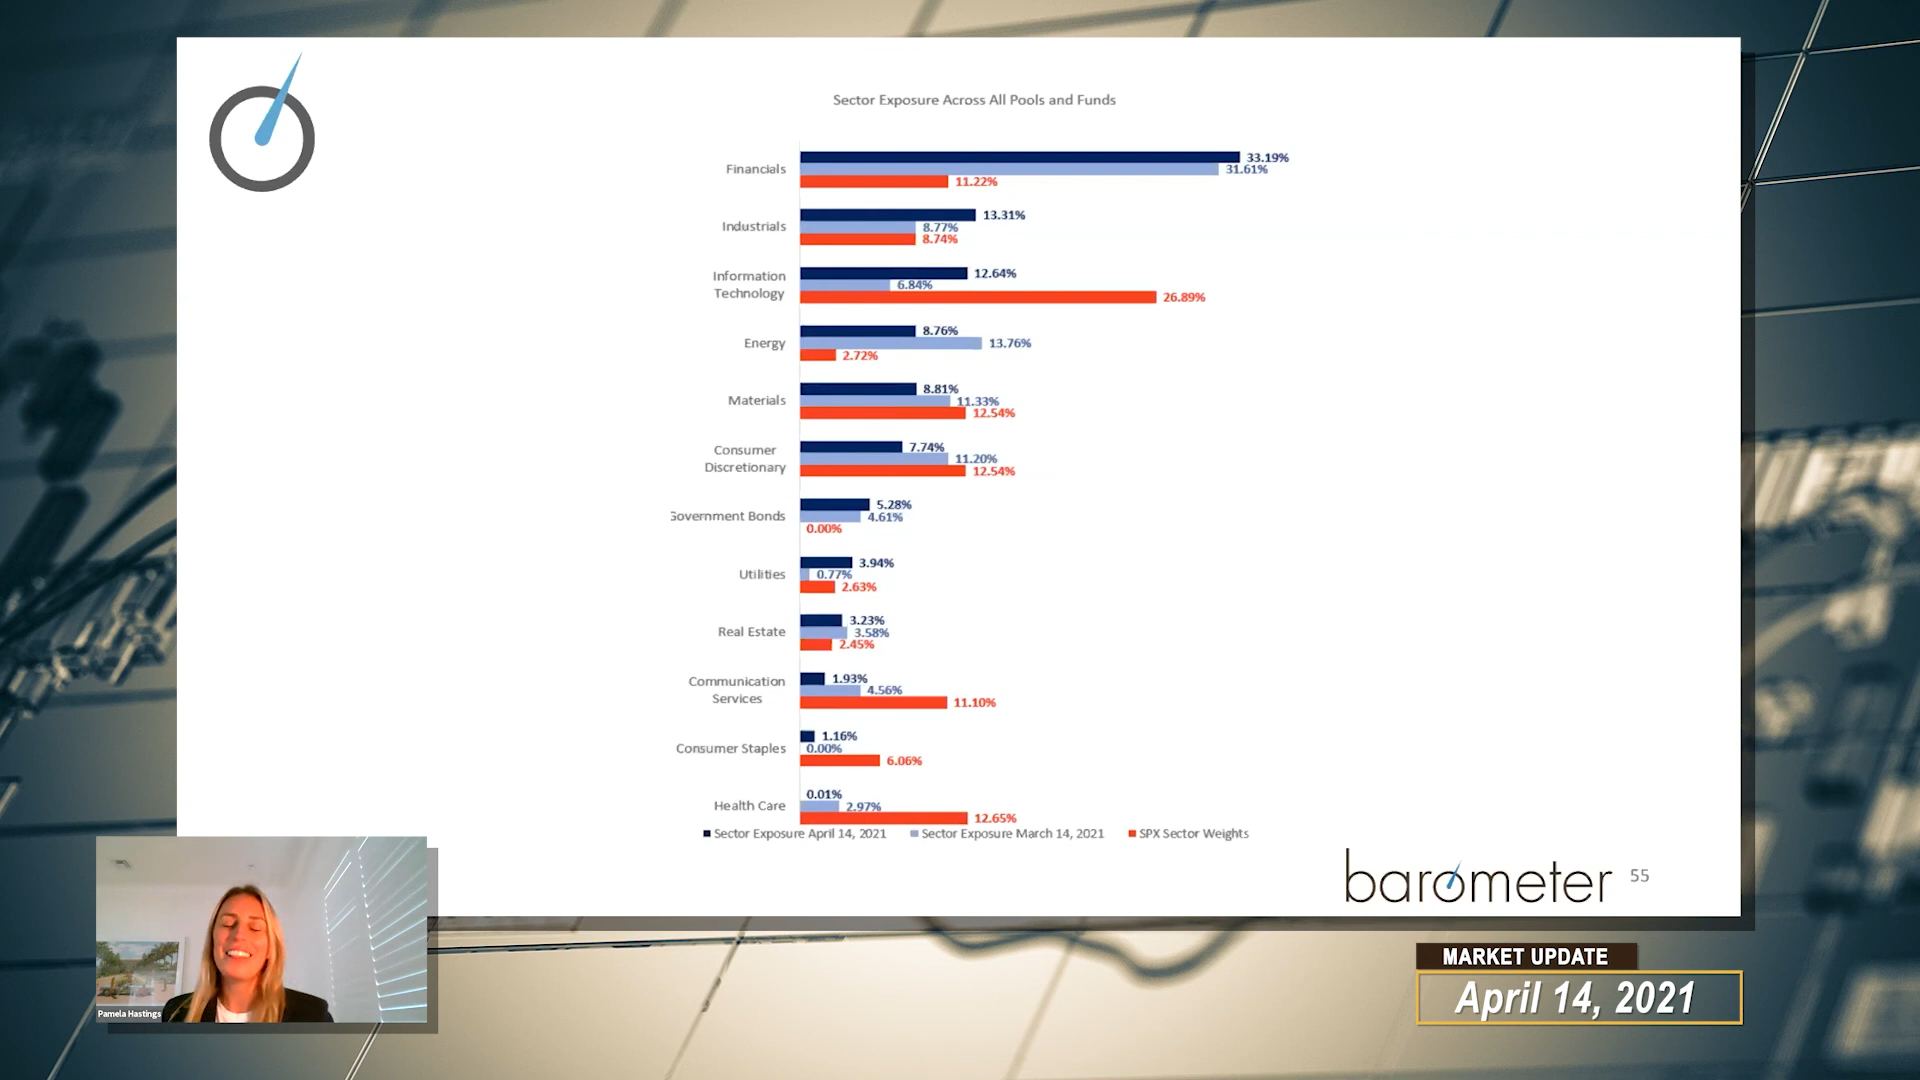 Sector Exposure Across All Pools and Funds
Financials
33.19%
31.61%
11.22%
Industrials
13.31%
8.77%
8.74%
Information
Technology
12.64%
6.84%
26.89%
Energy
8.76%
13.76%
2.72%
Materials
8.81%
11.33%
12.54%
Consumer
Discretionary
7.74%
11.20%
12.54%
Government Bonds
5.28%
4.61%
0.00%
Utilities
3.94%
0.77%
2.63%
Real Estate
3.23%
3.58%
2.45%
Communication
Services
1.93%
4.56%
11.10%
Consumer Staples
1.16%
0.00%
6.06%
Health Care
0.01%
2.97%
12.65%
Sector Exposure April 14, 2021
Sector Exposure March 14, 2021
SPX Sector Weights
barometer 55
Pamela Hastings
MARKET UPDATE
April 14, 2021